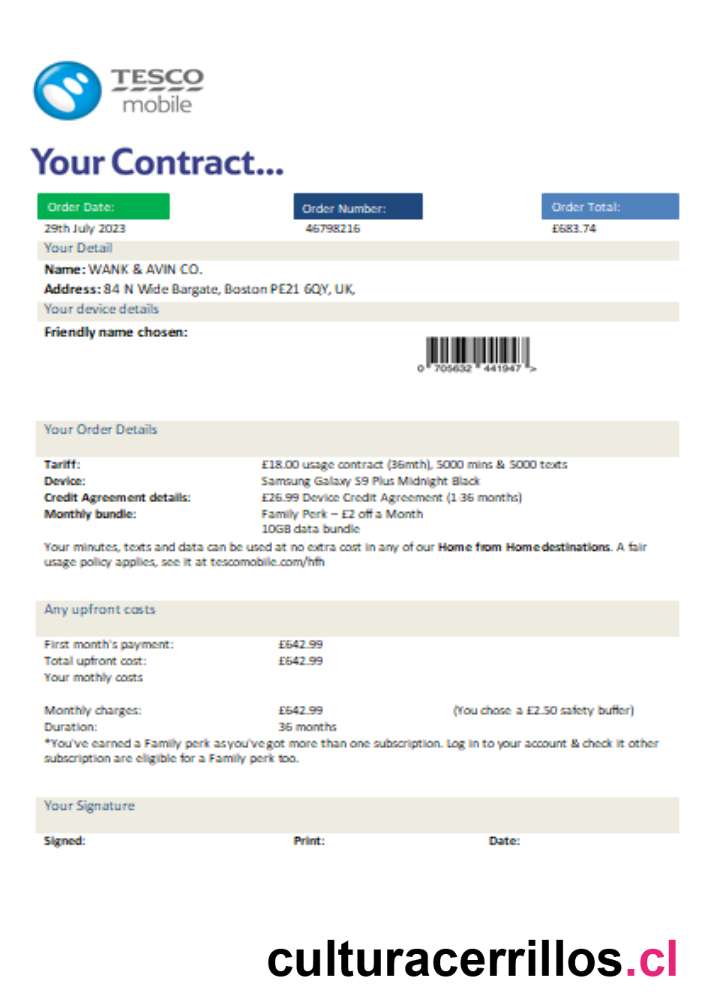 TESCO
mobile
Your Contract...
Order Date: Order Number: Order Total:
29th July 2023 46798216 £683.74
Your Detail
Name: WANK & AVIN CO.
Address: 84 N Wide Bargate, Boston PE21 6QY, UK,
Your device details
Friendly name chosen:
0 705632 441947 >
Your Order Details
Tariff: £18.00 usage contract (36mth), 5000 mins & 5000 texts
Device: Samsung Galaxy S9 Plus Midnight Black
Credit Agreement details: £26.99 Device Credit Agreement (1 36 months)
Monthly bundle: Family Perk – £2 off a Month
10GB data bundle
Your minutes, texts and data can be used at no extra cost in any of our Home from Home destinations. A fair
usage policy applies, see it at tescomobile.com/hfh
Any upfront costs
First month's payment: £642.99
Total upfront cost: £642.99
Your mothly costs
Monthly charges: £642.99 (You chose a £2.50 safety buffer)
Duration: 36 months
*You've earned a Family perk as you've got more than one subscription. Log in to your account & check it other
subscription are eligible for a Family perk too.
Your Signature
Signed: Print: Date:
culturacerrillos.cl